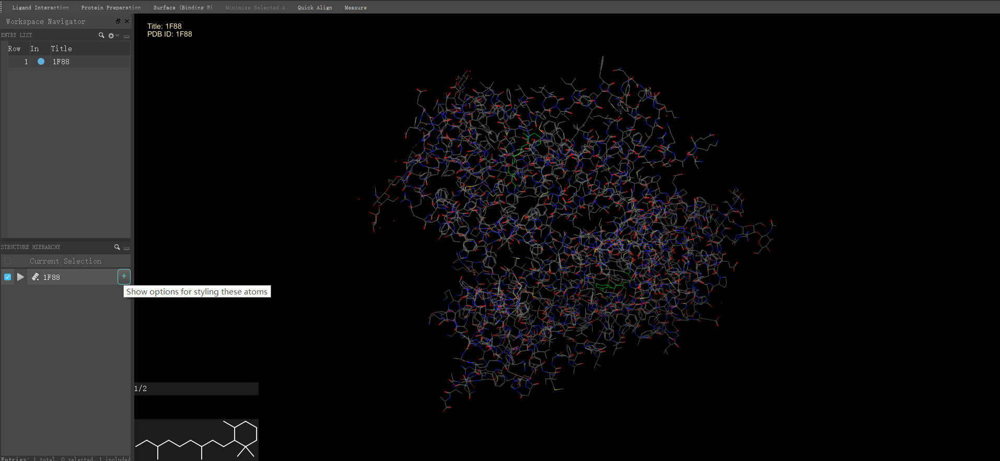 Ligand Interaction Protein Preparation Surface (Binding Si Minimize Selected A Quick Align Measure
Workspace Navigator
ENTRY LIST
Row In Title
1 1F88
STRUCTURE HIERARCHY
Current Selection
1F88 +
Show options for styling these atoms
Title: 1F88
PDB ID: 1F88
1/2
Entries: 1 total, 0 selected, 1 included